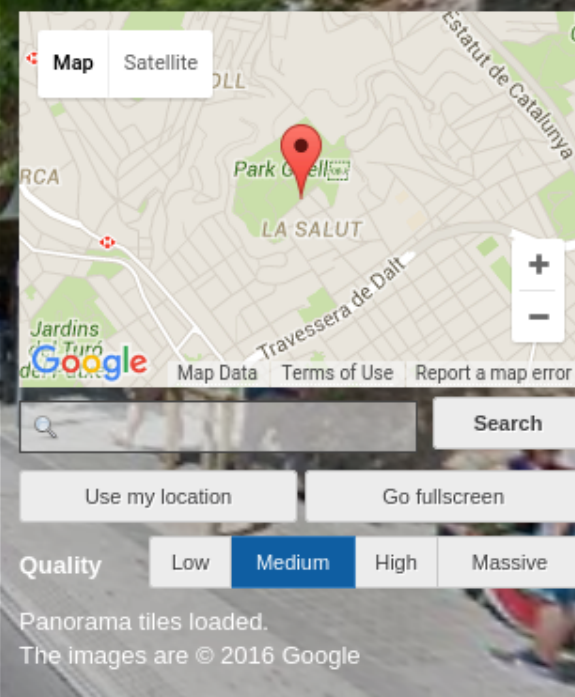 Estatut de Catalunya
Map
Satellite
OLL
Park G ell
RCA
LA SALUT
Travessera de Dalt
+
−
Jardins
del Turó
Google
Map Data
Terms of Use
Report a map error
Search
Use my location
Go fullscreen
Quality
Low
Medium
High
Massive
Panorama tiles loaded.
The images are © 2016 Google